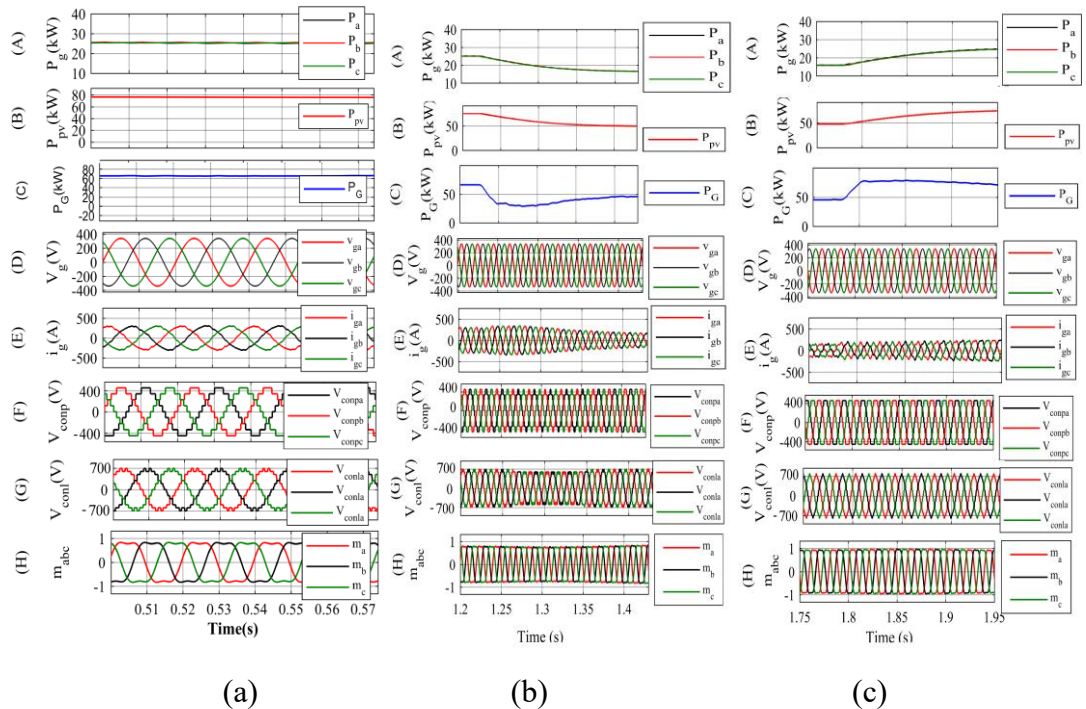 (A)
P_g(kW)
40
30
20
10
P_a
P_b
P_c
(B)
P_pv(kW)
80
60
40
20
0
P_pv
(C)
P_G(kW)
80
60
40
20
0
-20
P_G
(D)
V_g(V)
400
200
0
-200
-400
v_ga
v_gb
v_gc
(E)
i_g(A)
500
0
-500
i_ga
i_gb
i_gc
(F)
V_conp(V)
400
0
-400
V_conpa
V_conpb
V_conpc
(G)
V_conl(V)
700
0
-700
V_conla
V_conla
V_conla
(H)
m_abc
1
0
-1
m_a
m_b
m_c
0.51 0.52 0.53 0.54 0.55 0.56 0.57
Time(s)
(a)
(A)
P_g(kW)
40
30
20
10
0
P_a
P_b
P_c
(B)
P_pv(kW)
50
0
P_pv
(C)
P_G(kW)
50
0
P_G
(D)
V_g(V)
400
200
0
-200
-400
v_ga
v_gb
v_gc
(E)
i_g(A)
500
0
-500
i_ga
i_gb
i_gc
(F)
V_conp(V)
400
0
-400
V_conpa
V_conpb
V_conpc
(G)
V_conl(V)
700
0
-700
V_conla
V_conla
V_conla
(H)
m_abc
1
0
-1
m_a
m_b
m_c
1.2 1.25 1.3 1.35 1.4
Time (s)
(b)
(A)
P_g(kW)
40
30
20
10
P_a
P_b
P_c
(B)
P_pv(kW)
50
0
P_pv
(C)
P_G(kW)
50
0
P_G
(D)
V_g(V)
400
200
0
-200
-400
v_ga
v_gb
v_gc
(E)
i_g(A)
500
0
-500
i_ga
i_gb
i_gc
(F)
V_conp(V)
400
0
-400
V_conpa
V_conpb
V_conpc
(G)
V_conl(V)
700
0
-700
V_conla
V_conla
V_conla
(H)
m_abc
1
0
-1
m_a
m_b
m_c
1.75 1.8 1.85 1.9 1.95
Time (s)
(c)